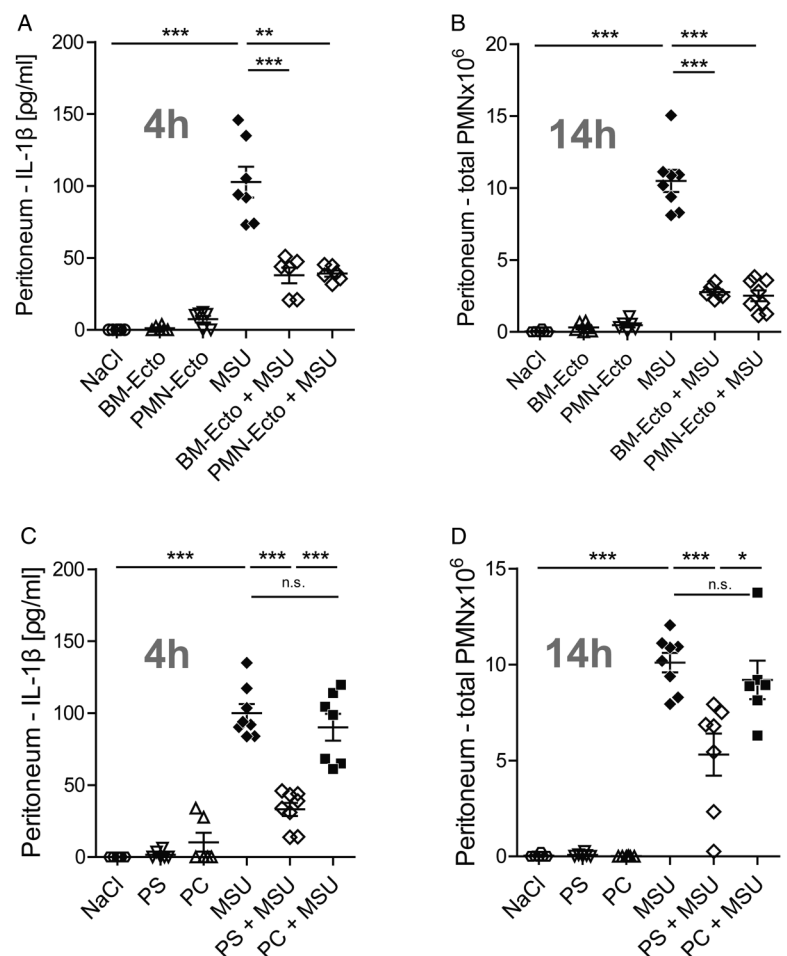 A
***
**
***
200
150
100
50
0
Peritoneum - IL-1β [pg/ml]
4h
NaCl
BM-Ecto
PMN-Ecto
MSU
BM-Ecto + MSU
PMN-Ecto + MSU
B
***
***
***
20
15
10
5
0
Peritoneum - total PMNx10⁶
14h
NaCl
BM-Ecto
PMN-Ecto
MSU
BM-Ecto + MSU
PMN-Ecto + MSU
C
***
***
***
n.s.
200
150
100
50
0
Peritoneum - IL-1β [pg/ml]
4h
NaCl
PS
PC
MSU
PS + MSU
PC + MSU
D
***
***
*
n.s.
15
10
5
0
Peritoneum - total PMNx10⁶
14h
NaCl
PS
PC
MSU
PS + MSU
PC + MSU